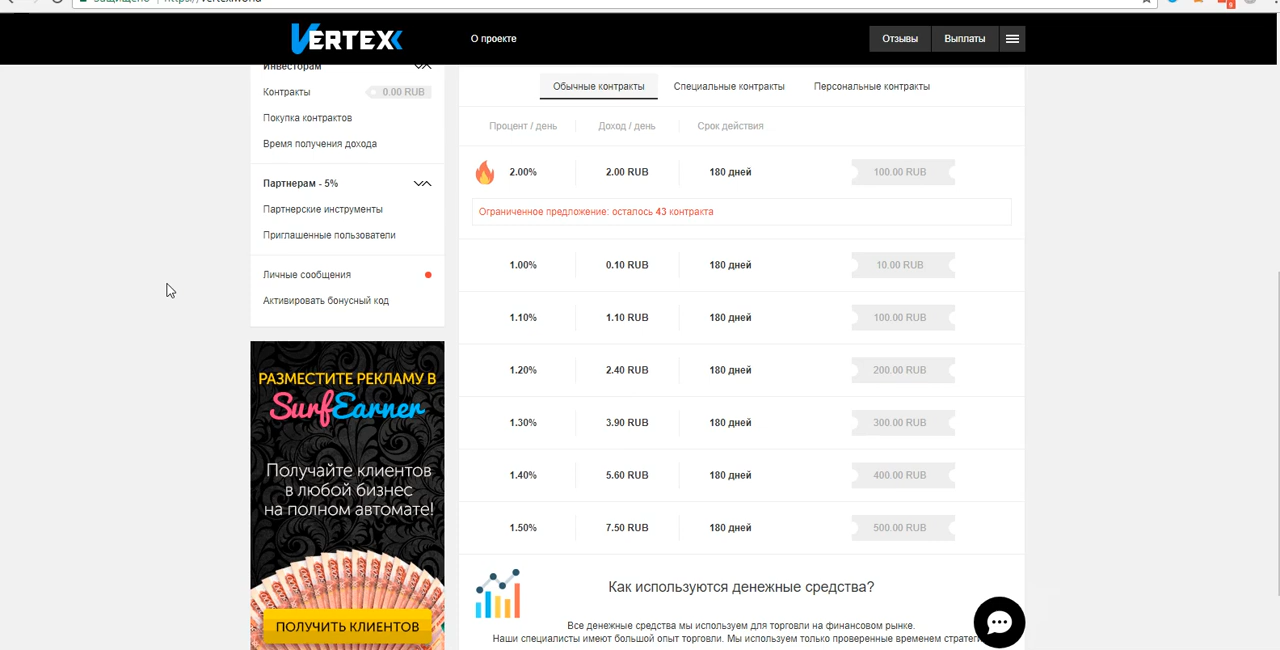 VERTEXX
О проекте
Отзывы
Выплаты
Инвесторам
Контракты
0.00 RUB
Покупка контрактов
Время получения дохода
Партнерам - 5%
Партнерские инструменты
Приглашенные пользователи
Личные сообщения
Активировать бонусный код
РАЗМЕСТИТЕ РЕКЛАМУ В
SurfEarner
Получайте клиентов
в любой бизнес
на полном автомате!
ПОЛУЧИТЬ КЛИЕНТОВ
Обычные контракты Специальные контракты Персональные контракты
Процент / день Доход / день Срок действия
2.00% 2.00 RUB 180 дней 100.00 RUB
Ограниченное предложение: осталось 43 контракта
1.00% 0.10 RUB 180 дней 10.00 RUB
1.10% 1.10 RUB 180 дней 100.00 RUB
1.20% 2.40 RUB 180 дней 200.00 RUB
1.30% 3.90 RUB 180 дней 300.00 RUB
1.40% 5.60 RUB 180 дней 400.00 RUB
1.50% 7.50 RUB 180 дней 500.00 RUB
Как используются денежные средства?
Все денежные средства мы используем для торговли на финансовом рынке.
Наши специалисты имеют большой опыт торговли. Мы используем только проверенные временем